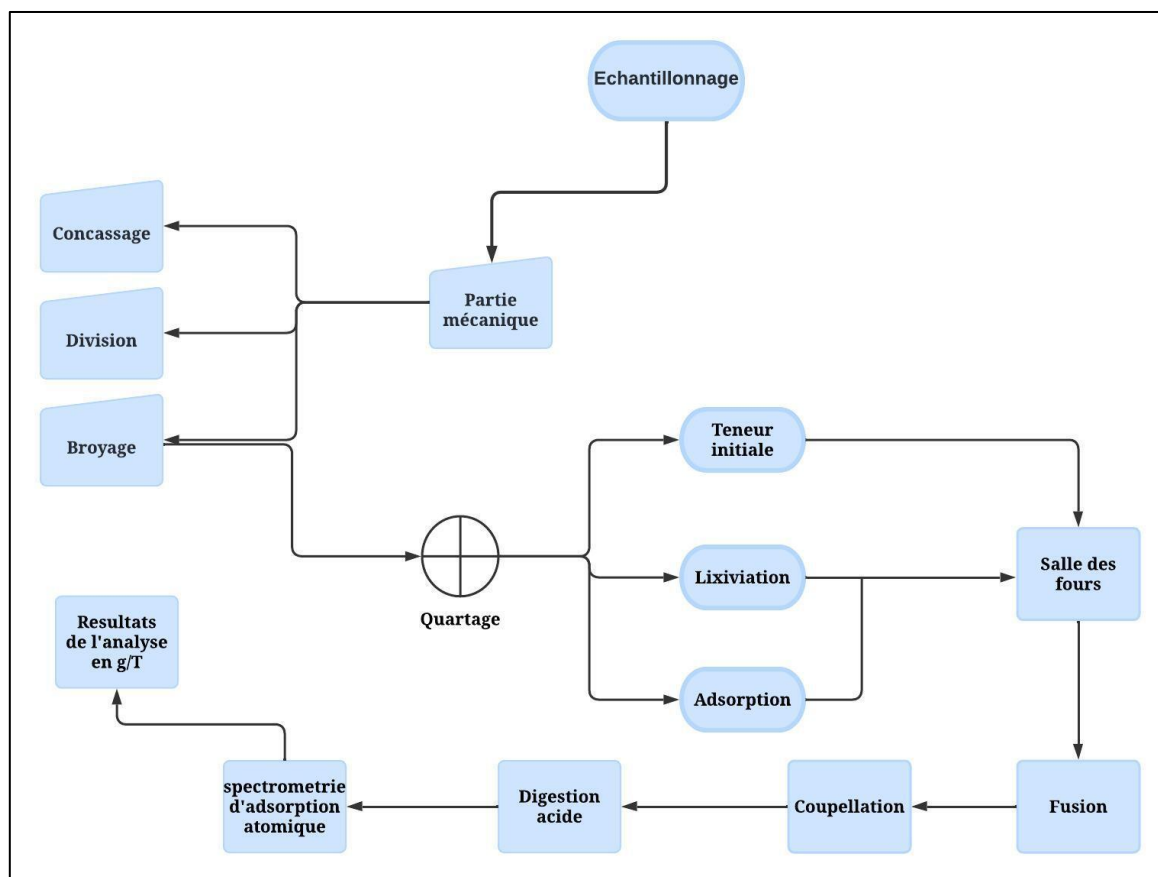 Echantillonnage
Concassage
Partie
mécanique
Division
Broyage
Teneur
initiale
Lixiviation
Salle des
fours
Quartage
Resultats
de l'analyse
en g/T
Adsorption
spectrometrie
d'adsorption
atomique
Digestion
acide
Coupellation
Fusion